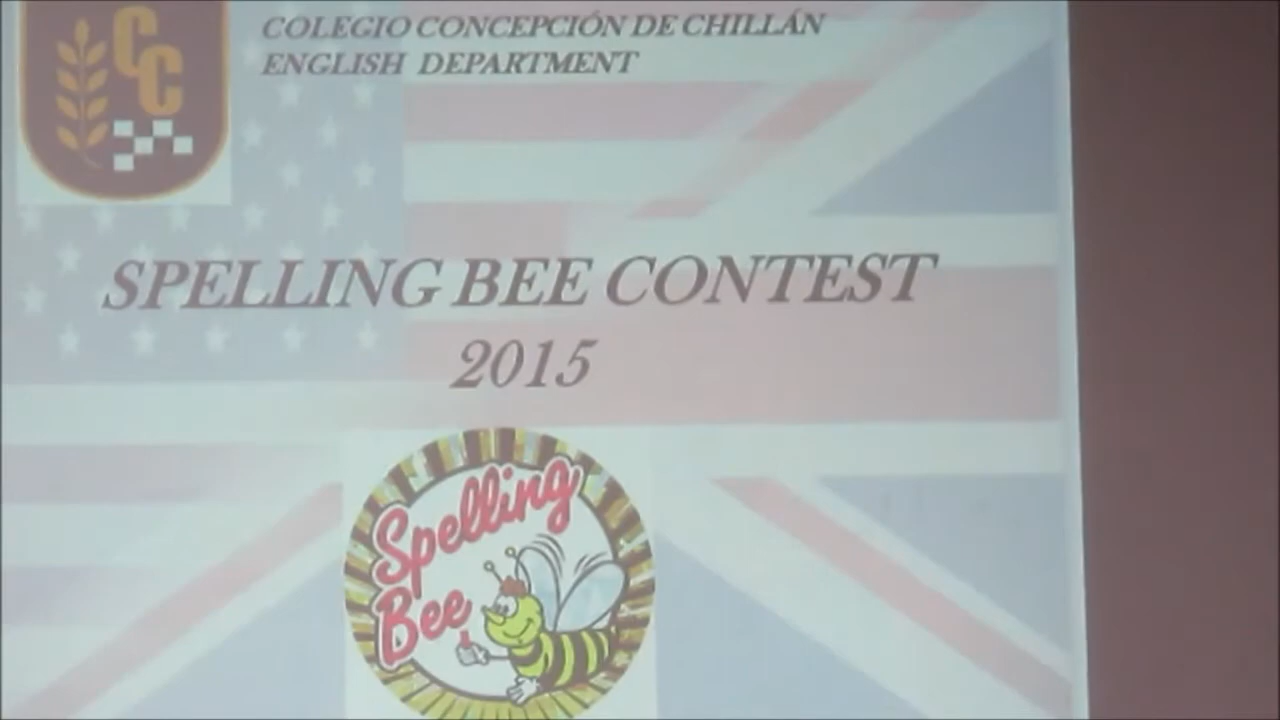 COLEGIO CONCEPCIÓN DE CHILLÁN
ENGLISH DEPARTMENT
CC
SPELLING BEE CONTEST
2015
Spelling
Bee